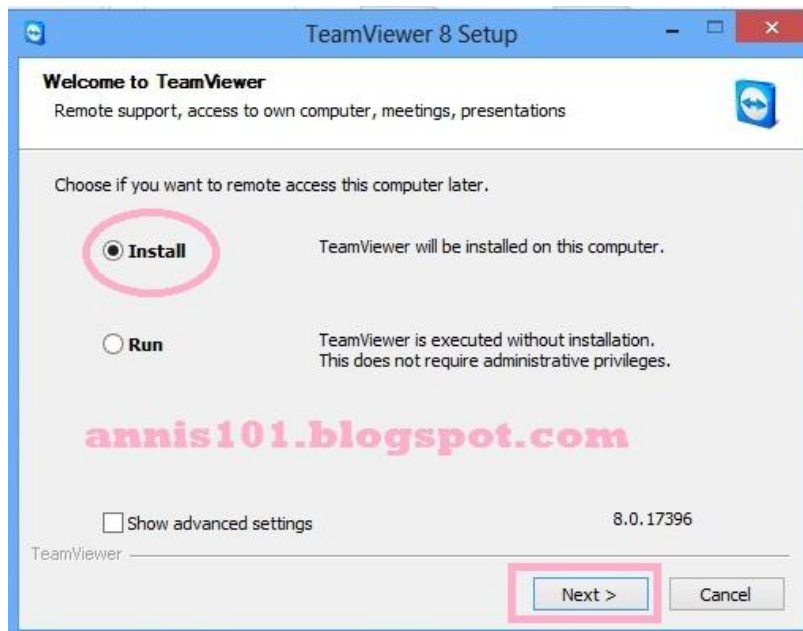 TeamViewer 8 Setup
Welcome to TeamViewer
Remote support, access to own computer, meetings, presentations
Choose if you want to remote access this computer later.
Install
TeamViewer will be installed on this computer.
Run
TeamViewer is executed without installation.
This does not require administrative privileges.
annis101.blogspot.com
Show advanced settings
8.0.17396
TeamViewer
Next >
Cancel